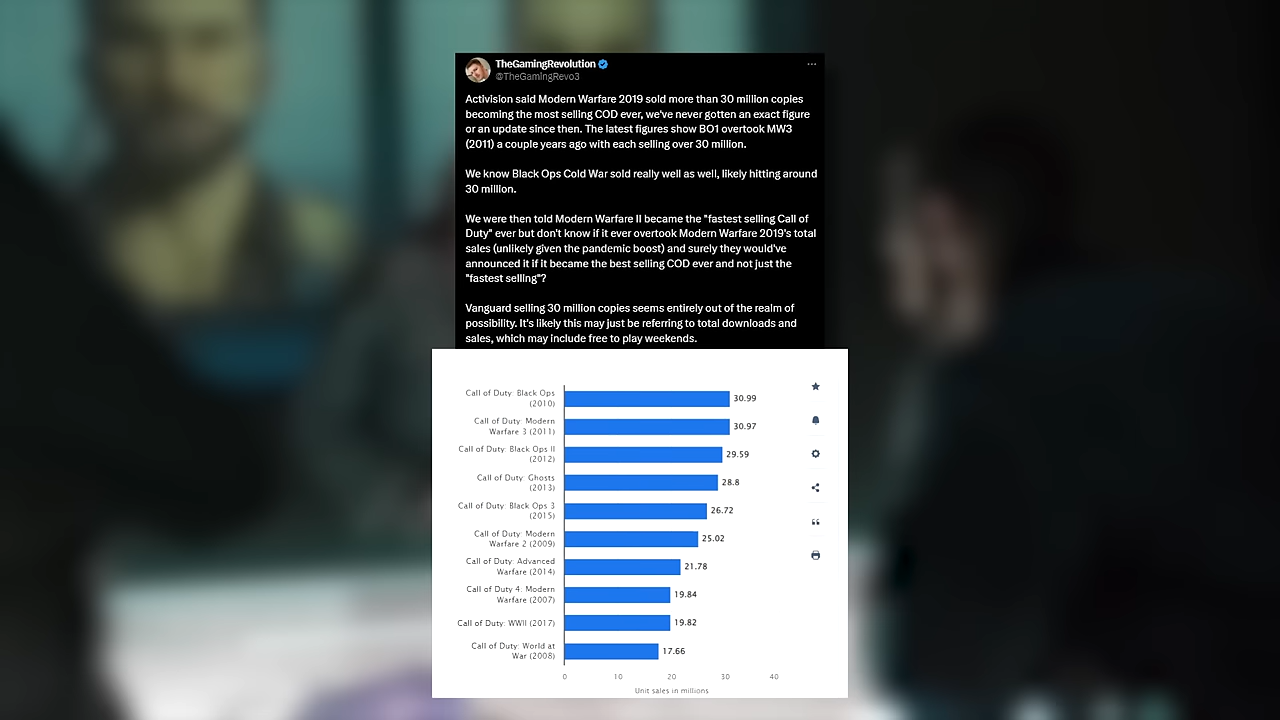 TheGamingRevolution
@TheGamingRevo3
Activision said Modern Warfare 2019 sold more than 30 million copies
becoming the most selling COD ever, we've never gotten an exact figure
or an update since then. The latest figures show BO1 overtook MW3
(2011) a couple years ago with each selling over 30 million.
We know Black Ops Cold War sold really well as well, likely hitting around
30 million.
We were then told Modern Warfare II became the "fastest selling Call of
Duty" ever but don't know if it ever overtook Modern Warfare 2019's total
sales (unlikely given the pandemic boost) and surely they would've
announced it if it became the best selling COD ever and not just the
"fastest selling"?
Vanguard selling 30 million copies seems entirely out of the realm of
possibility. It's likely this may just be referring to total downloads and
sales, which may include free to play weekends.
Call of Duty: Black Ops
(2010)
30.99
Call of Duty: Modern
Warfare 3 (2011)
30.97
Call of Duty: Black Ops II
(2012)
29.59
Call of Duty: Ghosts
(2013)
28.8
Call of Duty: Black Ops 3
(2015)
26.72
Call of Duty: Modern
Warfare 2 (2009)
25.02
Call of Duty: Advanced
Warfare (2014)
21.78
Call of Duty 4: Modern
Warfare (2007)
19.84
Call of Duty: WWII (2017)
19.82
Call of Duty: World at
War (2008)
17.66
0 10 20 30 40
Unit sales in millions